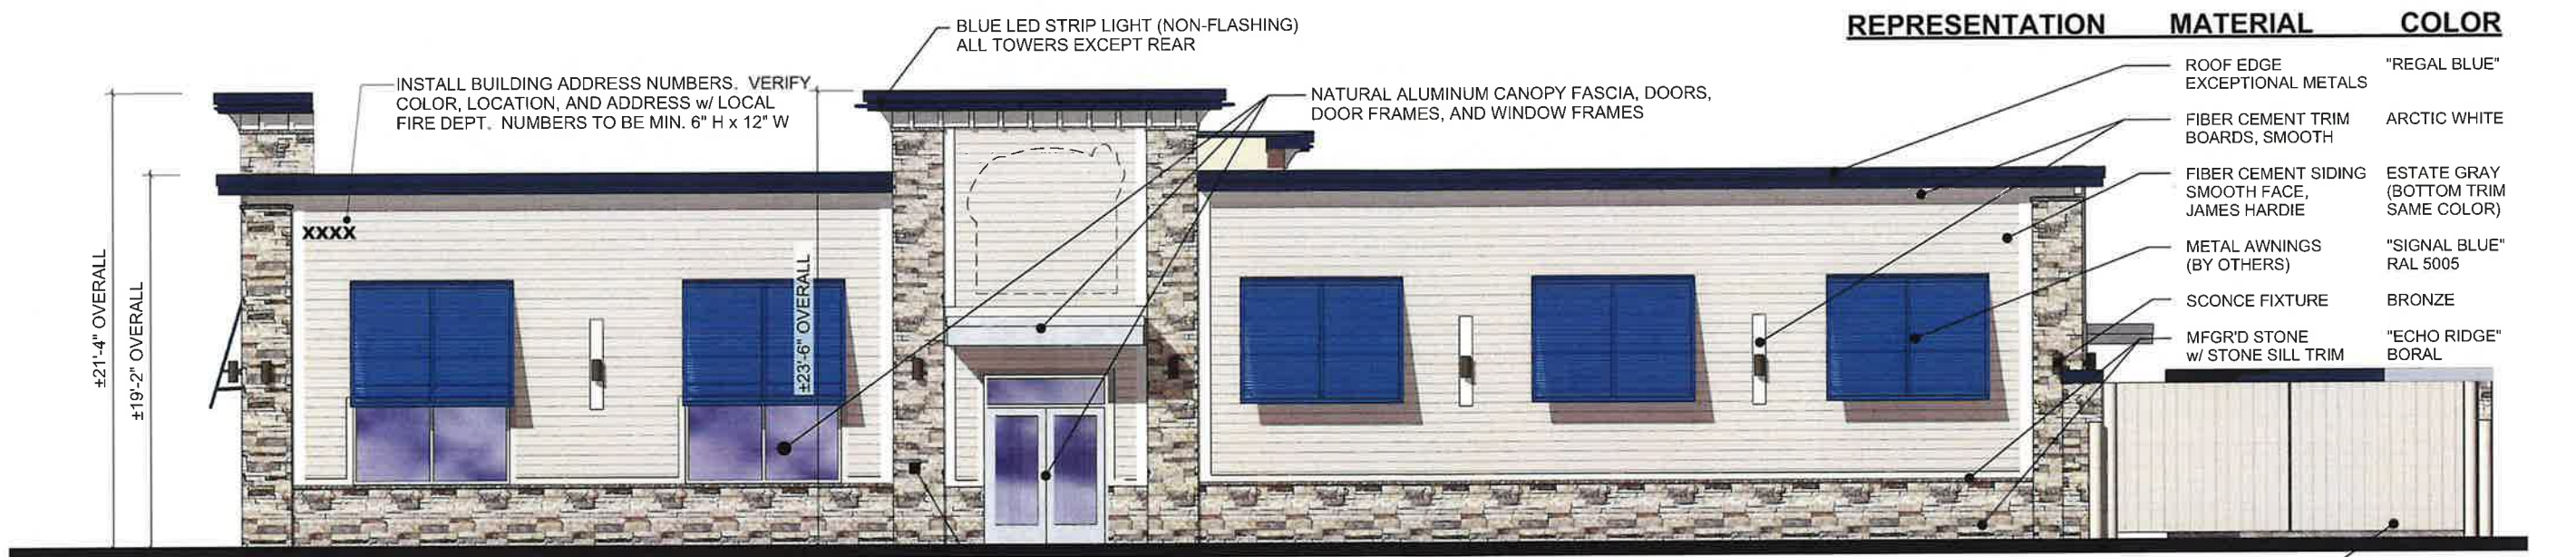 BLUE LED STRIP LIGHT (NON-FLASHING)
ALL TOWERS EXCEPT REAR
REPRESENTATION MATERIAL COLOR
INSTALL BUILDING ADDRESS NUMBERS. VERIFY
COLOR, LOCATION, AND ADDRESS w/ LOCAL
FIRE DEPT. NUMBERS TO BE MIN. 6" H x 12" W
NATURAL ALUMINUM CANOPY FASCIA, DOORS,
DOOR FRAMES, AND WINDOW FRAMES
ROOF EDGE "REGAL BLUE"
EXCEPTIONAL METALS
FIBER CEMENT TRIM ARCTIC WHITE
BOARDS, SMOOTH
FIBER CEMENT SIDING ESTATE GRAY
SMOOTH FACE, (BOTTOM TRIM
JAMES HARDIE SAME COLOR)
METAL AWNINGS "SIGNAL BLUE"
(BY OTHERS) RAL 5005
SCONCE FIXTURE BRONZE
MFGR'D STONE "ECHO RIDGE"
w/ STONE SILL TRIM BORAL
XXXX
±21'-4" OVERALL
±19'-2" OVERALL
±23'-6" OVERALL